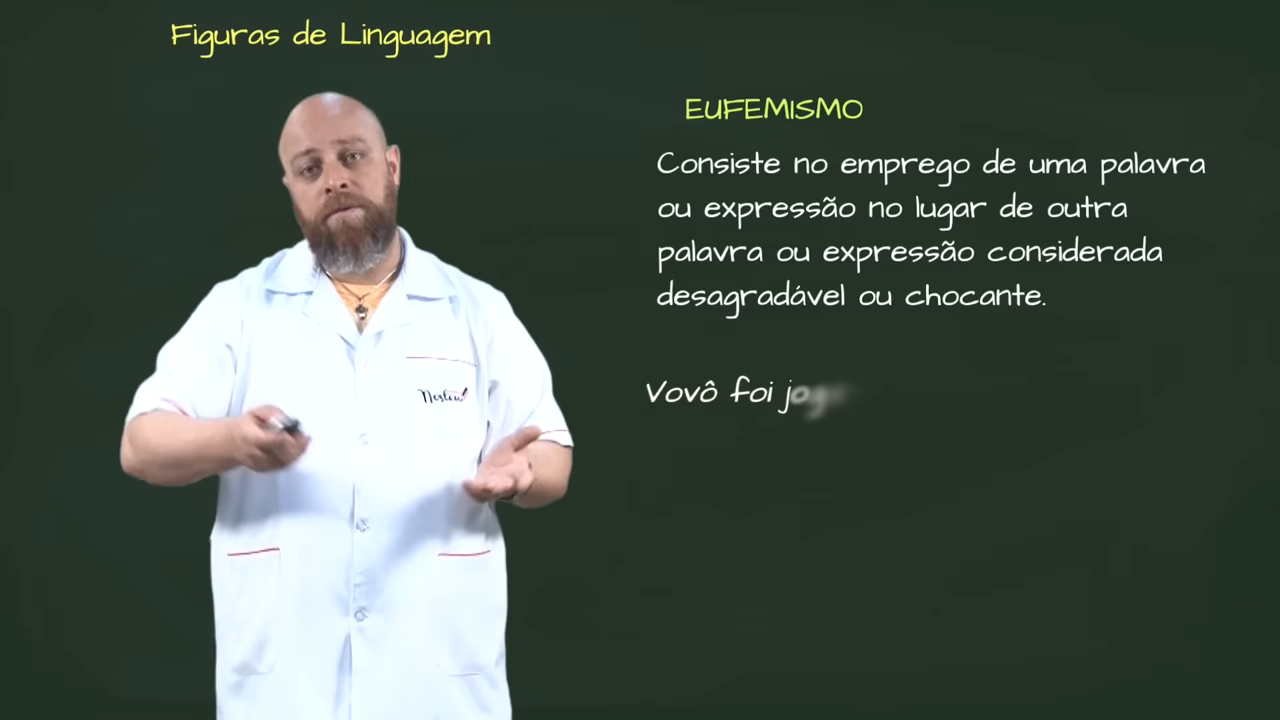 Figuras de Linguagem
EUFEMISMO
Consiste no emprego de uma palavra
ou expressão no lugar de outra
palavra ou expressão considerada
desagradável ou chocante.
Vovô foi